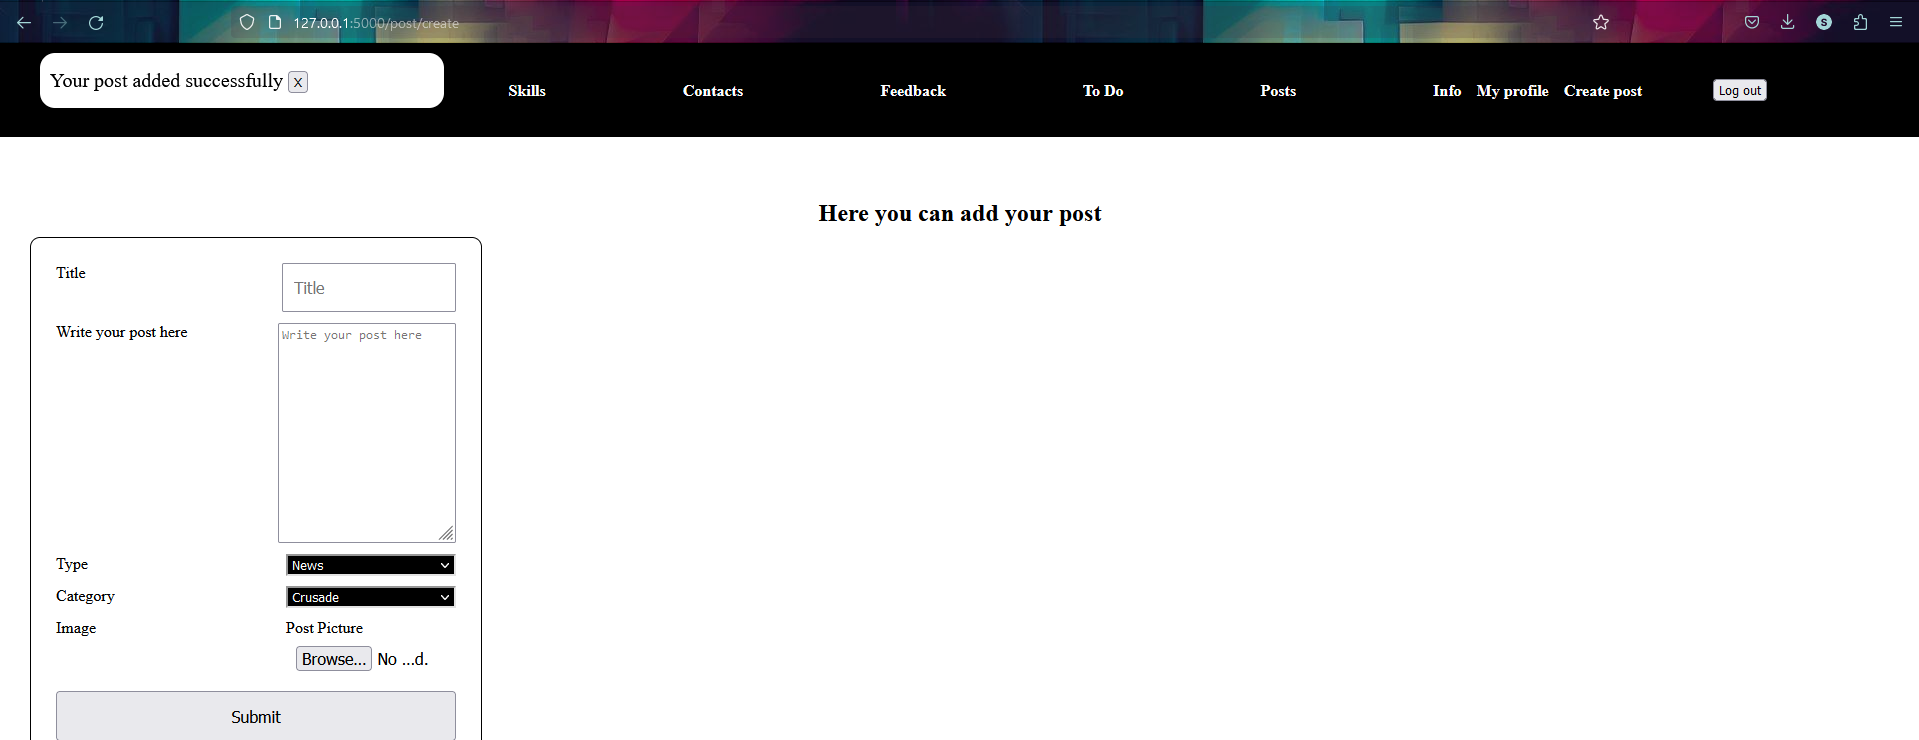 127.0.0.1:5000/post/create
S
Your post added successfully X
Skills Contacts Feedback To Do Posts Info My profile Create post Log out
Here you can add your post
Title Title
Write your post here Write your post here
Type News
Category Crusade
Image Post Picture
Browse... No ...d.
Submit